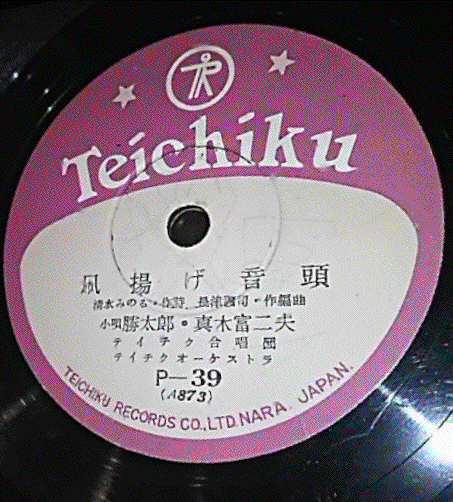 Teichiku
凧揚げ音頭
清水みのる・作詩 長津義司・作編曲
小唄勝太郎・真木富二夫
テイチク合唱団
テイチクオーケストラ
P-39
(A873)
TEICHIKU RECORDS CO., LTD. NARA. JAPAN.